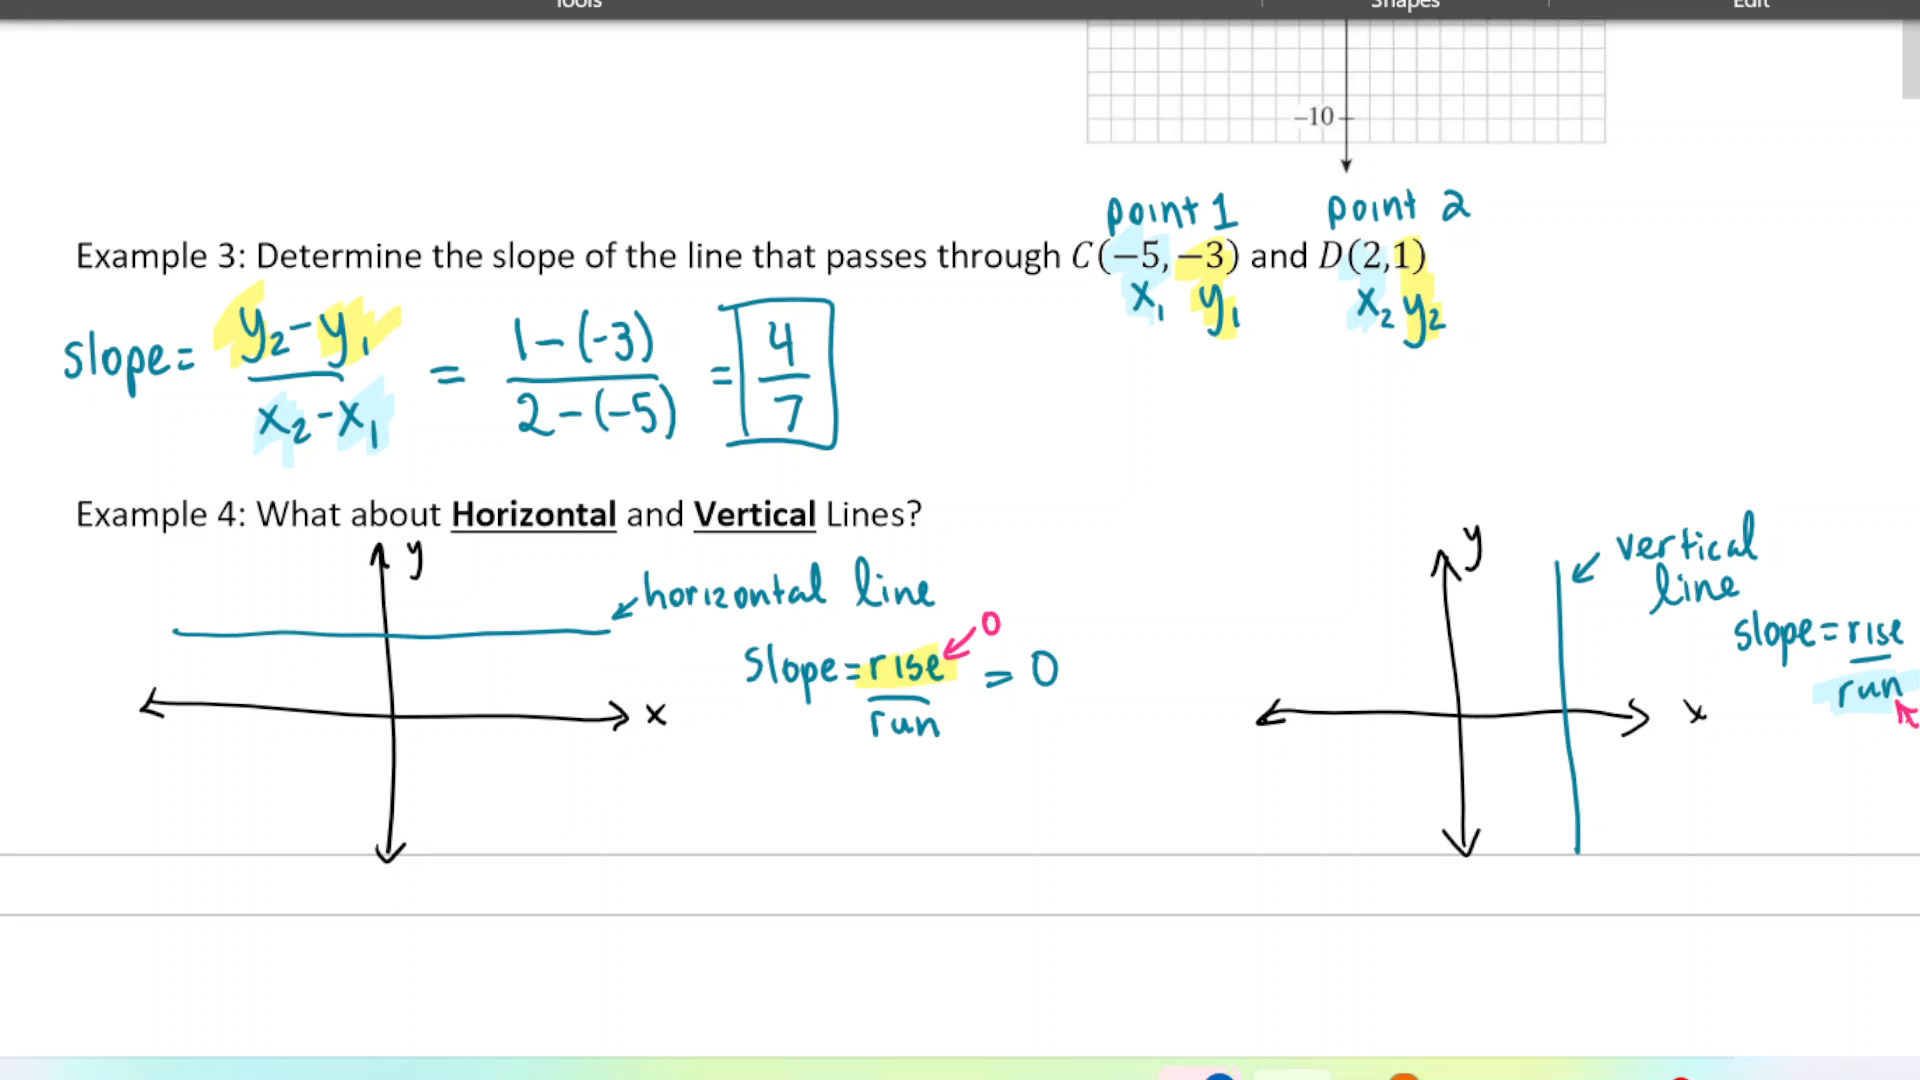 Tools Shapes Edit
−10
point 1 point 2
Example 3: Determine the slope of the line that passes through C(−5,−3) and D(2,1)
x₁ y₁ x₂ y₂
slope = y₂-y₁ / x₂-x₁ = 1-(-3) / 2-(-5) = 4/7
Example 4: What about Horizontal and Vertical Lines?
y
horizontal line
0
slope = rise / run = 0
x
y
vertical
line
slope = rise
run
x